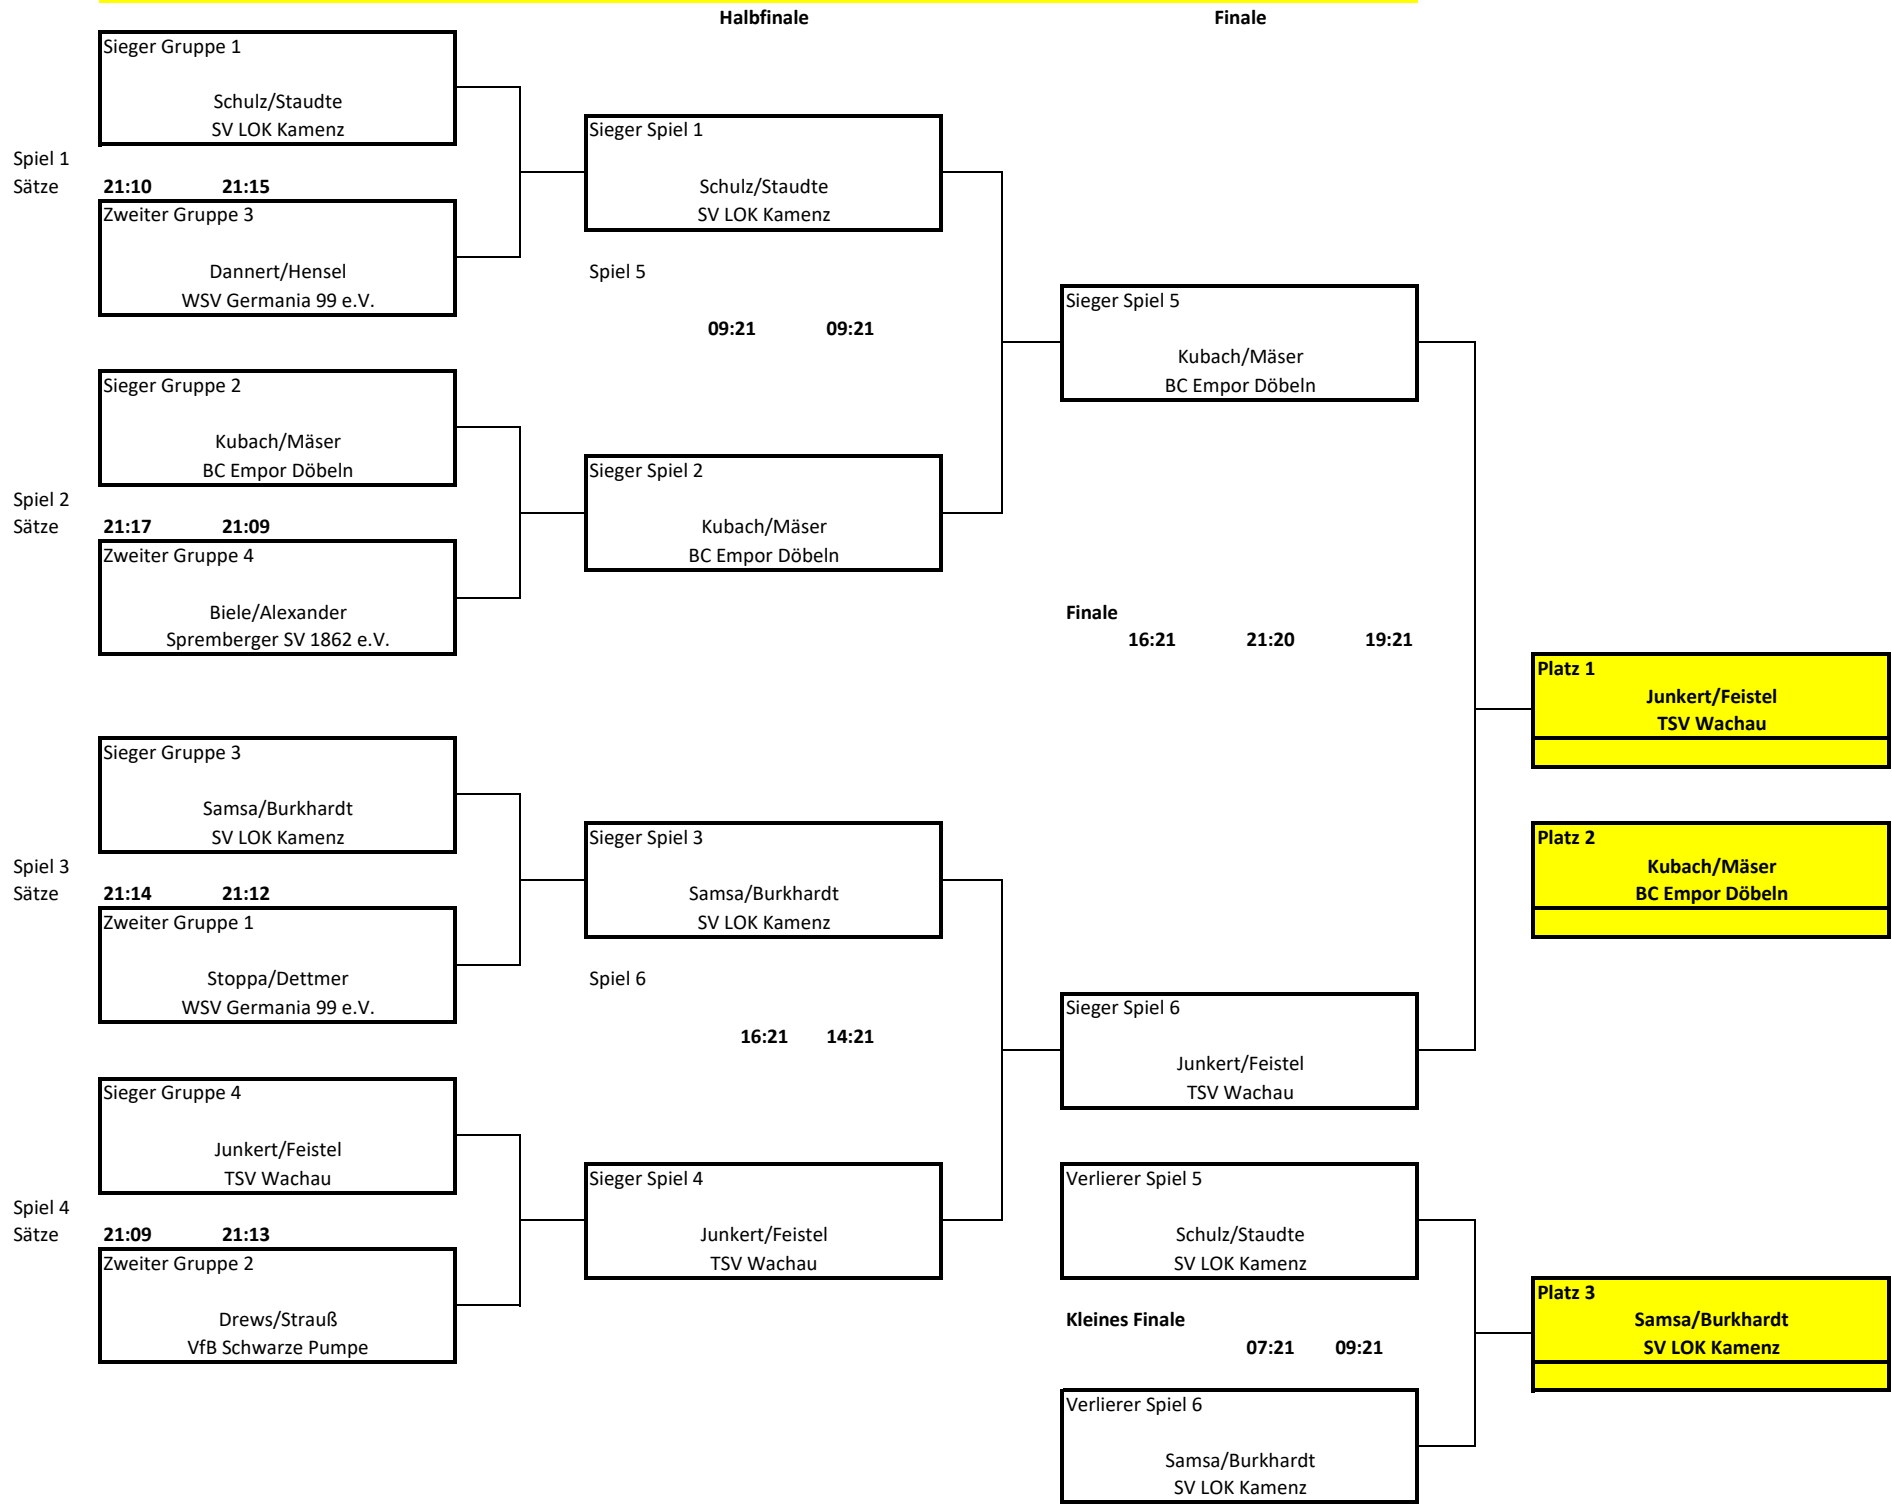 Halbfinale Finale
Sieger Gruppe 1
Schulz/Staudte
SV LOK Kamenz
Sieger Spiel 1
Spiel 1
Sätze 21:10 21:15
Schulz/Staudte
SV LOK Kamenz
Zweiter Gruppe 3
Dannert/Hensel
WSV Germania 99 e.V.
Spiel 5
09:21 09:21
Sieger Spiel 5
Kubach/Mäser
BC Empor Döbeln
Sieger Gruppe 2
Kubach/Mäser
BC Empor Döbeln
Sieger Spiel 2
Spiel 2
Sätze 21:17 21:09
Kubach/Mäser
BC Empor Döbeln
Zweiter Gruppe 4
Biele/Alexander
Spremberger SV 1862 e.V.
Finale
16:21 21:20 19:21
Platz 1
Junkert/Feistel
TSV Wachau
Sieger Gruppe 3
Samsa/Burkhardt
SV LOK Kamenz
Sieger Spiel 3
Platz 2
Kubach/Mäser
BC Empor Döbeln
Spiel 3
Sätze 21:14 21:12
Samsa/Burkhardt
SV LOK Kamenz
Zweiter Gruppe 1
Stoppa/Dettmer
WSV Germania 99 e.V.
Spiel 6
16:21 14:21
Sieger Spiel 6
Junkert/Feistel
TSV Wachau
Sieger Gruppe 4
Junkert/Feistel
TSV Wachau
Sieger Spiel 4
Verlierer Spiel 5
Spiel 4
Sätze 21:09 21:13
Junkert/Feistel
TSV Wachau
Schulz/Staudte
SV LOK Kamenz
Zweiter Gruppe 2
Drews/Strauß
VfB Schwarze Pumpe
Kleines Finale
07:21 09:21
Platz 3
Samsa/Burkhardt
SV LOK Kamenz
Verlierer Spiel 6
Samsa/Burkhardt
SV LOK Kamenz